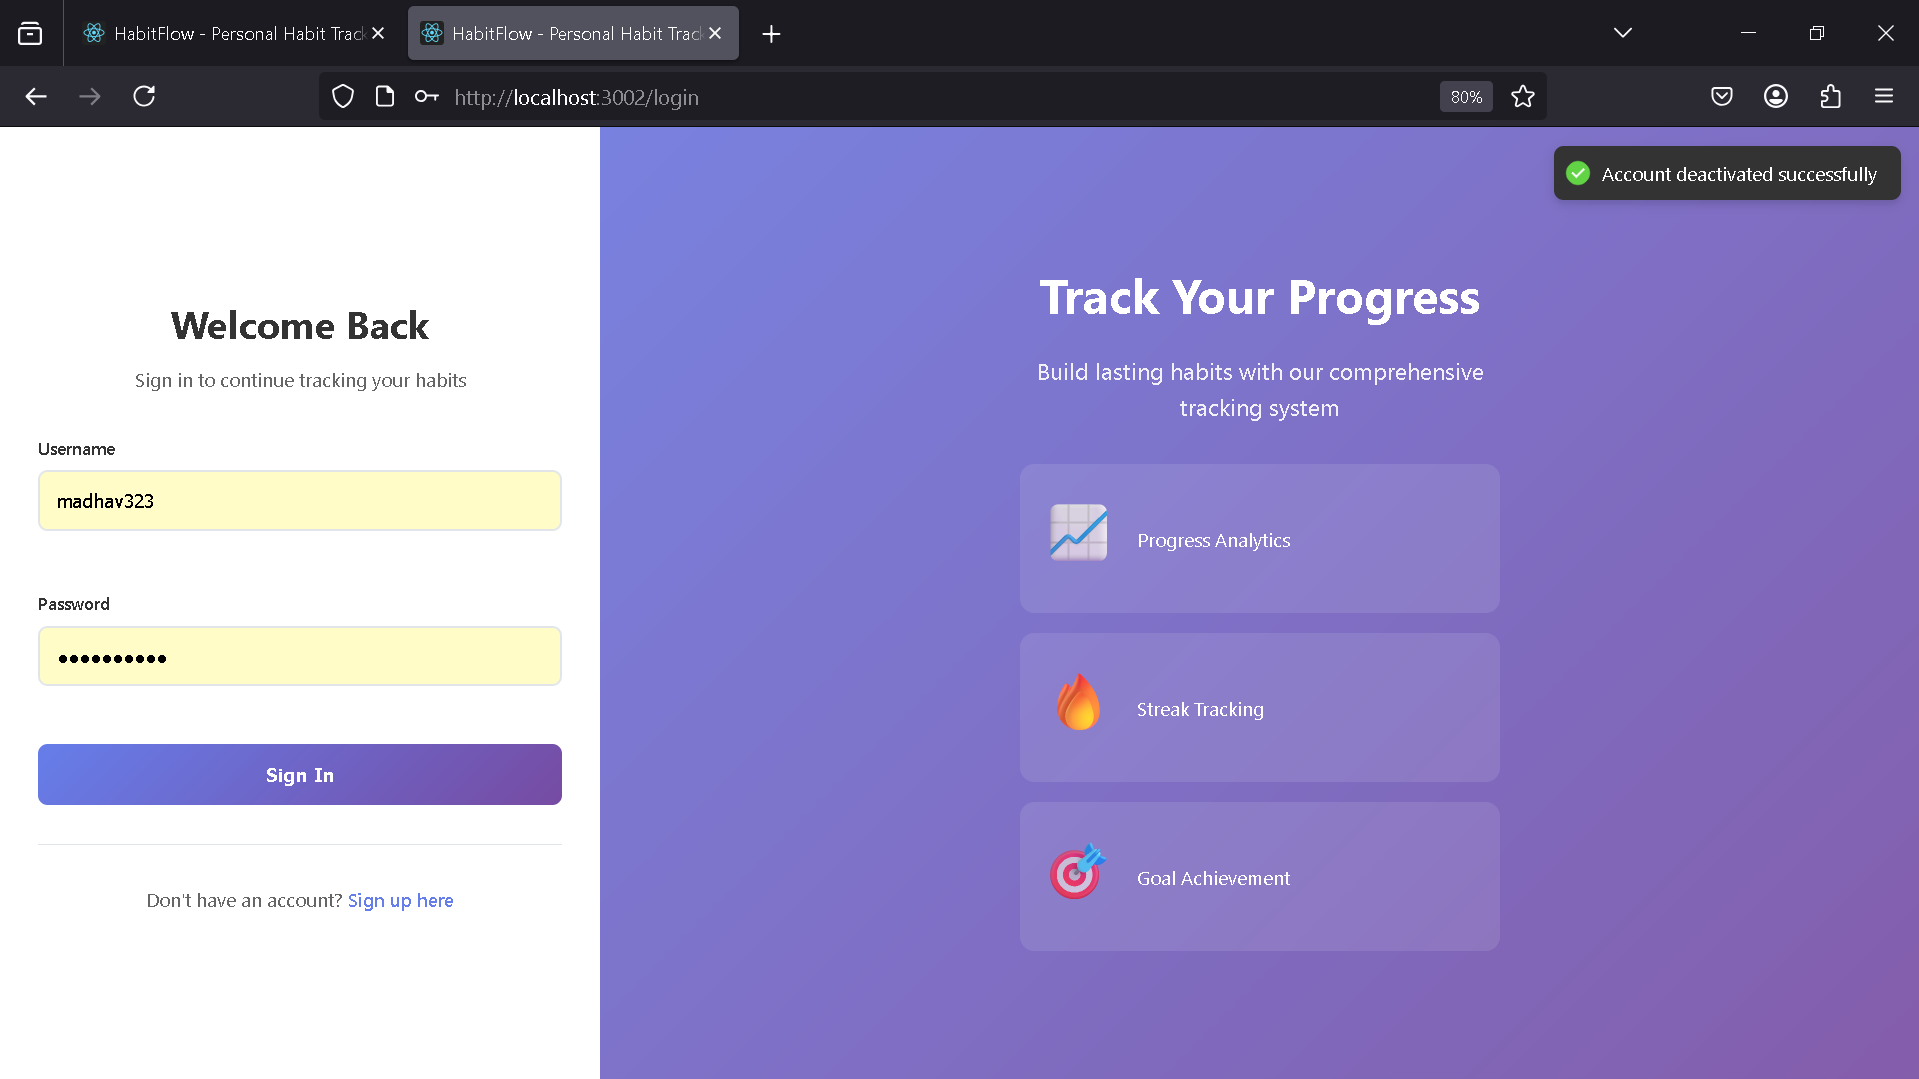 HabitFlow - Personal Habit Trac
HabitFlow - Personal Habit Trac
http://localhost:3002/login
80%
Account deactivated successfully
Welcome Back
Sign in to continue tracking your habits
Username
madhav323
Password
Sign In
Don't have an account? Sign up here
Track Your Progress
Build lasting habits with our comprehensive
tracking system
Progress Analytics
Streak Tracking
Goal Achievement